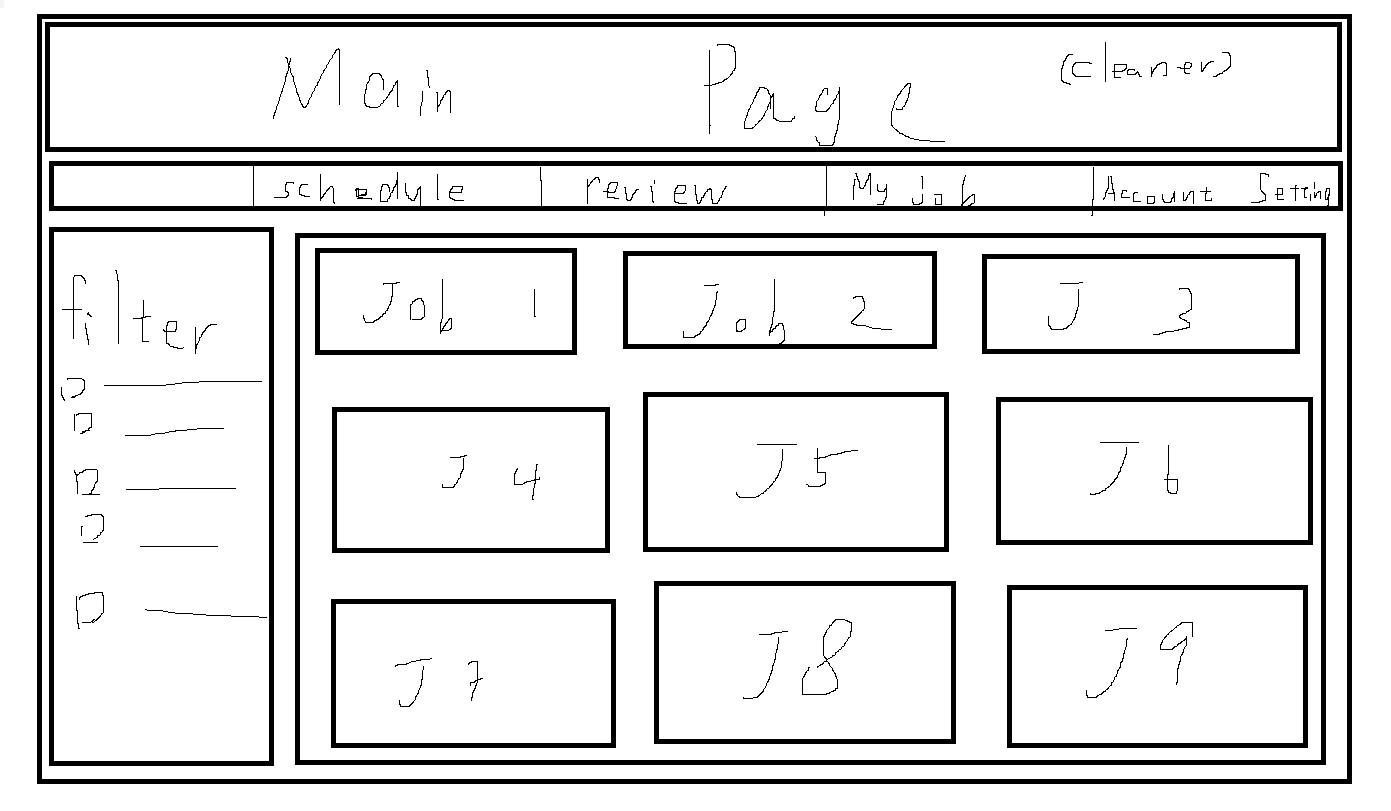 Main Page (cleaner)
schedule review My job Account Setting
filter
Job 1 Job 2 J 3
J 4 J5 J6
J 7 J8 J9